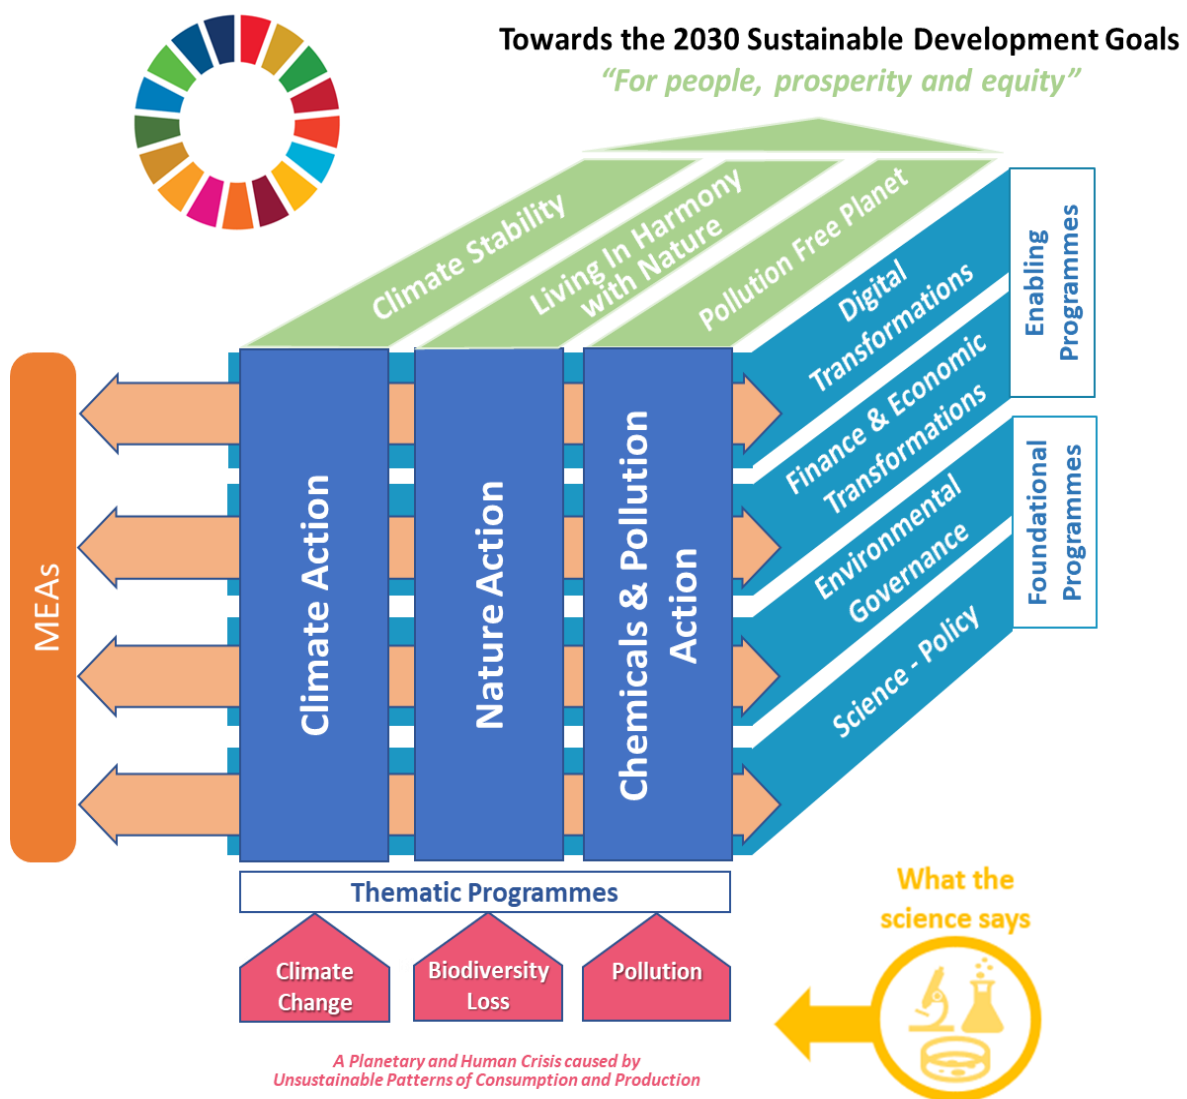 Towards the 2030 Sustainable Development Goals
“For people, prosperity and equity”
Climate Stability
Living In Harmony
with Nature
Pollution Free Planet
Digital
Transformations
Finance & Economic
Transformations
Environmental
Governance
Science - Policy
Enabling
Programmes
Foundational
Programmes
MEAs
Climate Action
Nature Action
Chemicals & Pollution
Action
Thematic Programmes
Climate
Change
Biodiversity
Loss
Pollution
A Planetary and Human Crisis caused by
Unsustainable Patterns of Consumption and Production
What the
science says